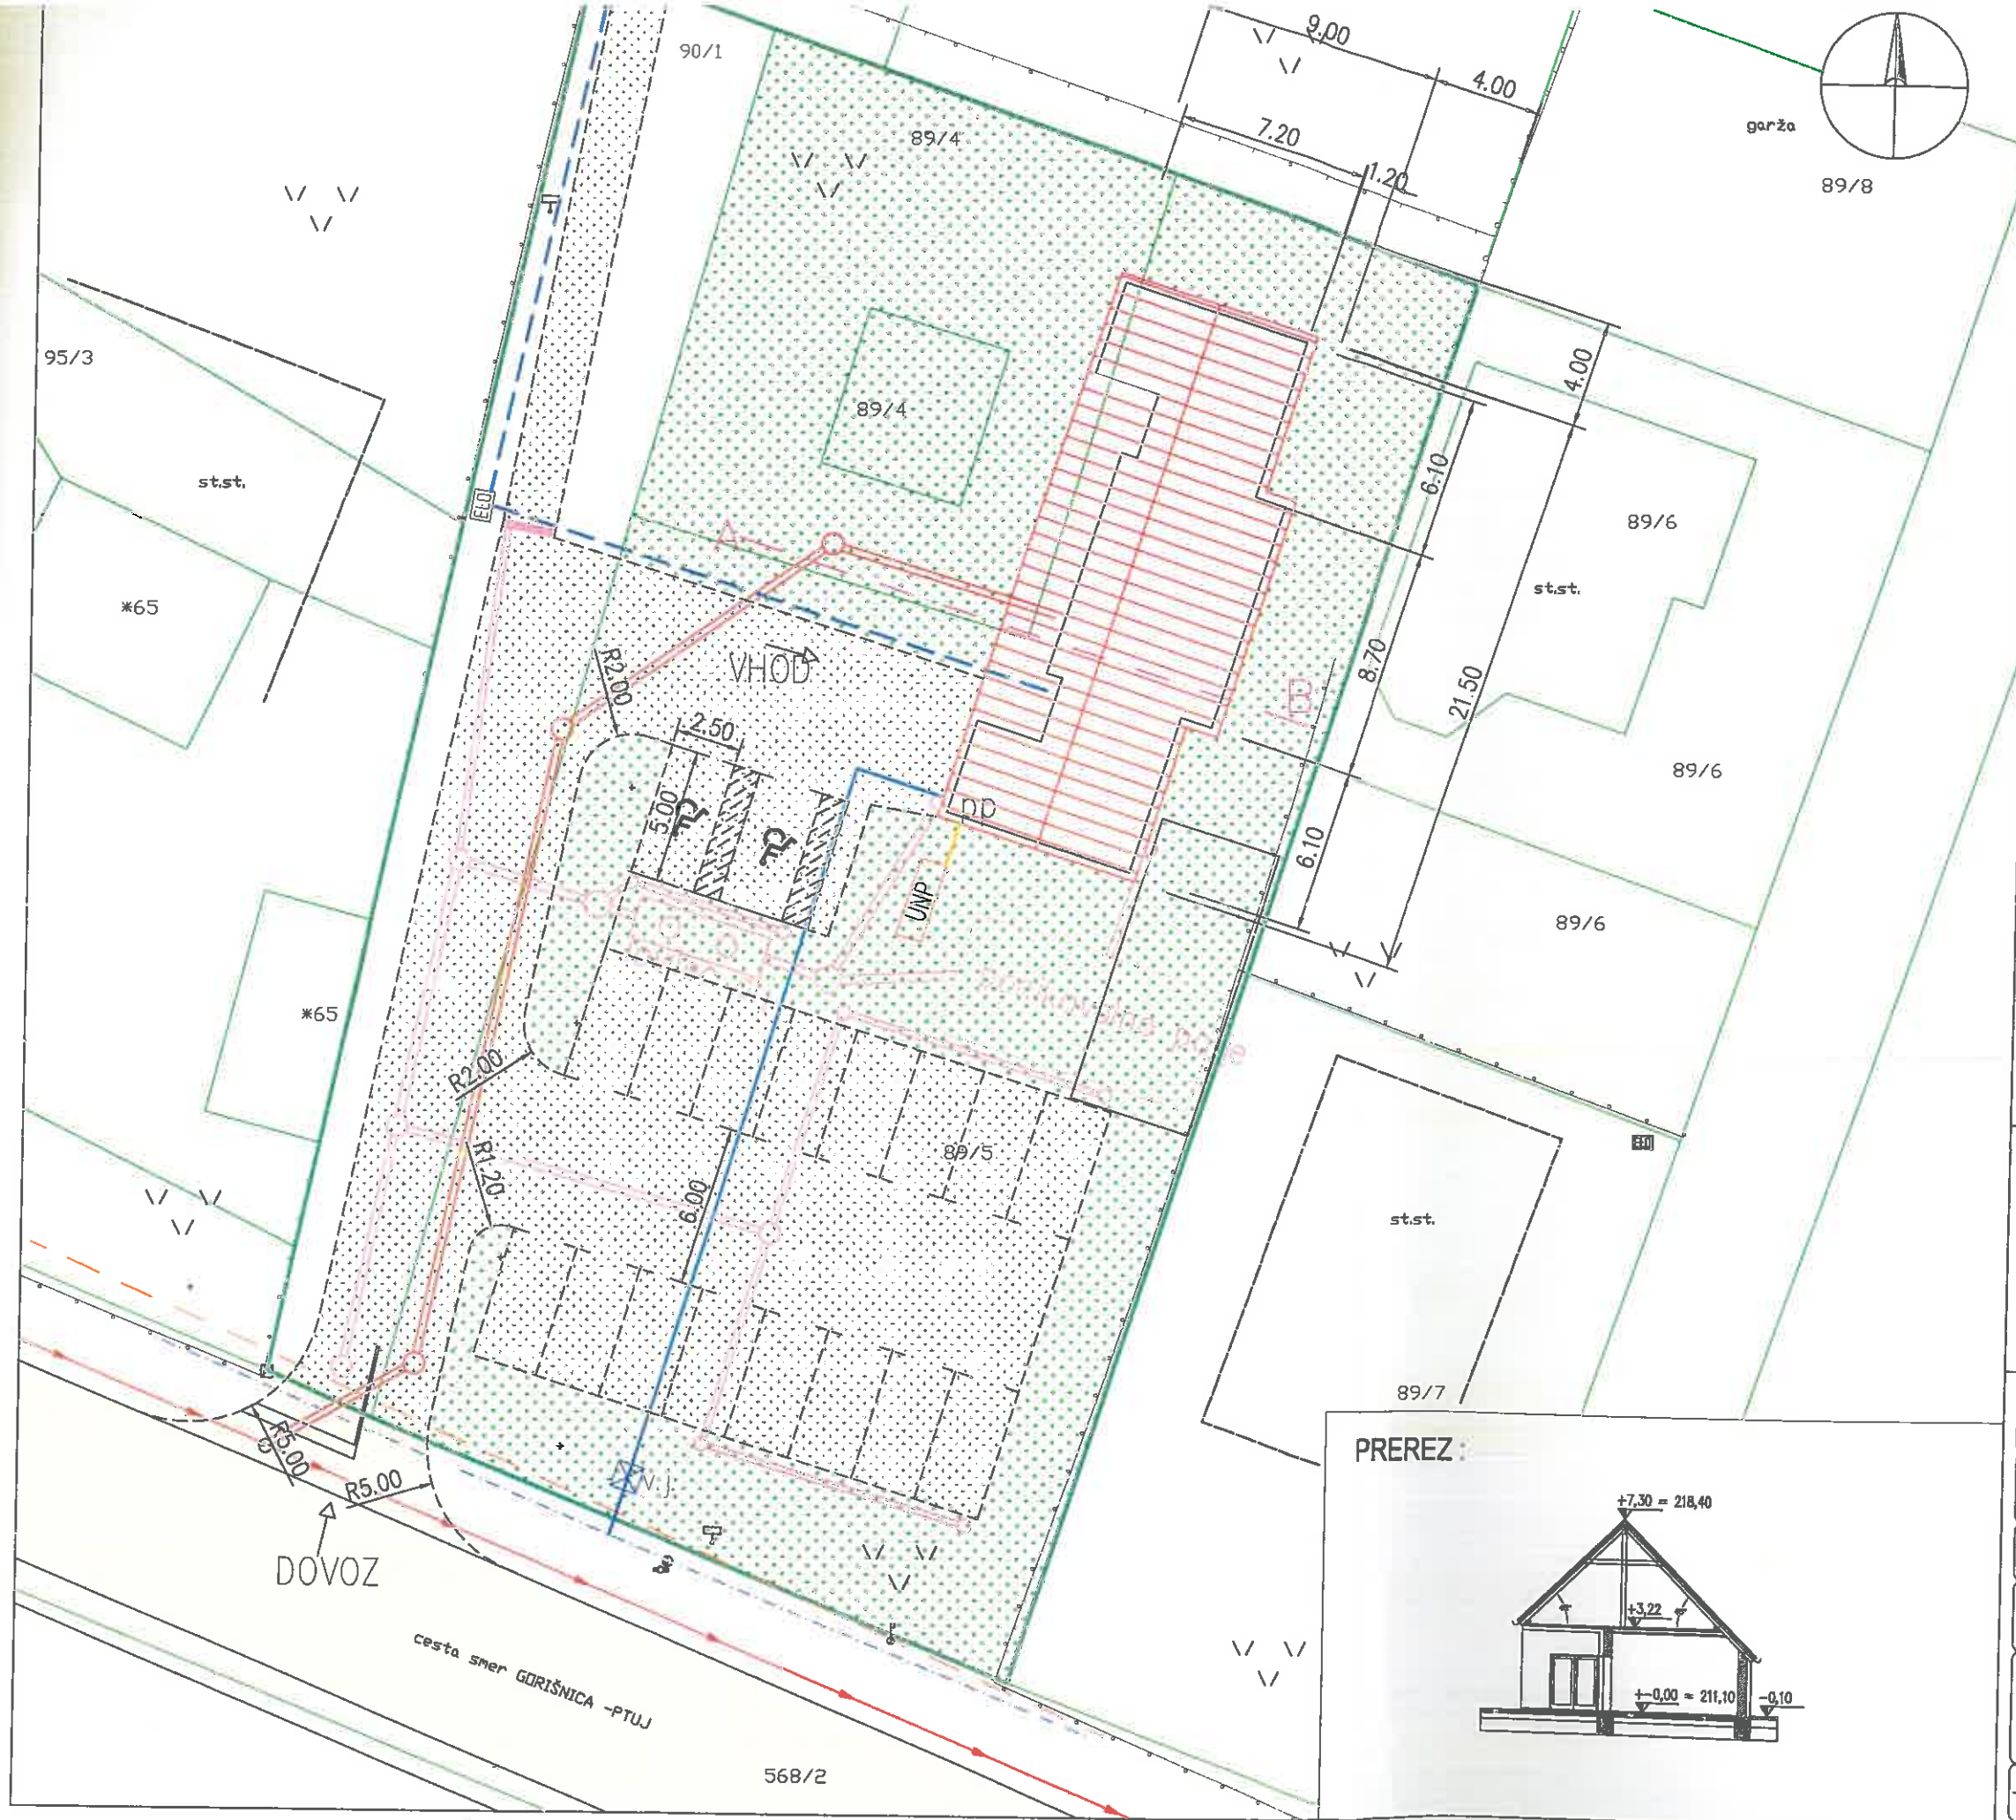 90/1
9.00
4.00
garža
89/4
7.20
1.20
89/8
95/3
4.00
89/4
st.st.
ELO
6.10
89/6
A
st.st.
*65
VHOD
R2.00
8.70
B
21.50
2.50
89/6
5.00
pp
6.10
UNP
89/6
*65
R2.00
89/5
R1.20
6.00
st.st.
89/7
R5.00
R5.00
v.j.
DOVOZ
PREREZ :
+7,30 = 218,40
+3,22
+-0,00 = 211,10
-0,10
cesta smer GORIŠNICA -PTUJ
568/2